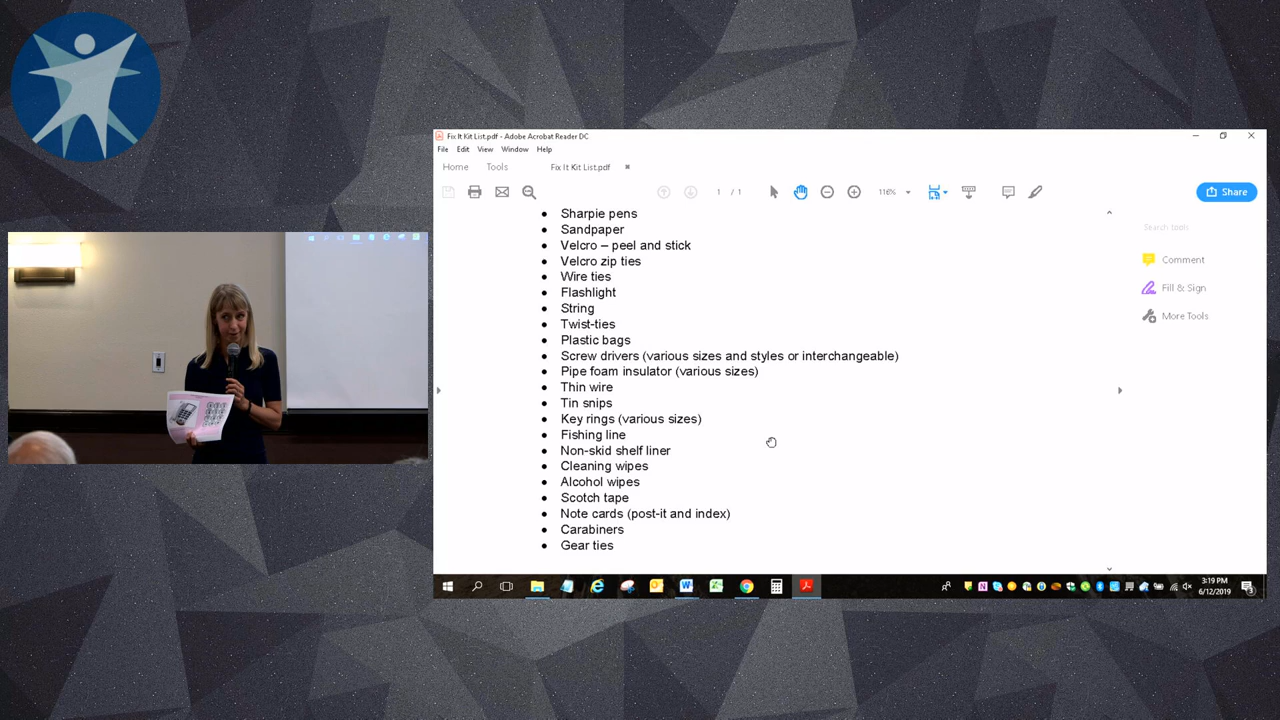 Fix It Kit List.pdf - Adobe Acrobat Reader DC
File Edit View Window Help
Home Tools Fix It Kit List.pdf
1 / 1 116% Share
Sharpie pens
Sandpaper
Velcro – peel and stick
Velcro zip ties
Wire ties
Flashlight
String
Twist-ties
Plastic bags
Screw drivers (various sizes and styles or interchangeable)
Pipe foam insulator (various sizes)
Thin wire
Tin snips
Key rings (various sizes)
Fishing line
Non-skid shelf liner
Cleaning wipes
Alcohol wipes
Scotch tape
Note cards (post-it and index)
Carabiners
Gear ties
Search tools
Comment
Fill & Sign
More Tools
3:19 PM
6/12/2019